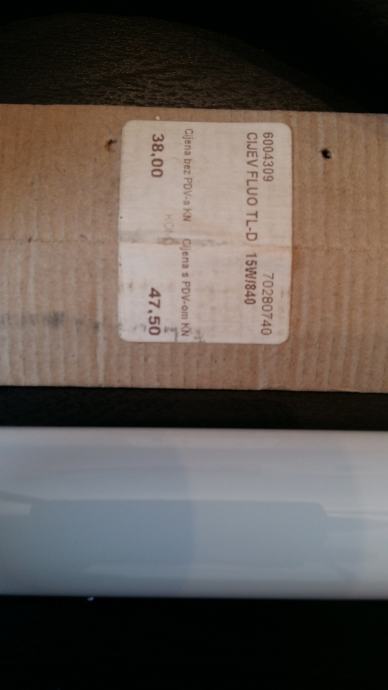 6004309 70280740
CIJEV FLUO TL-D 15W/840
Cijena bez PDV-a KN Cijena s PDV-om KN
38,00 47,50